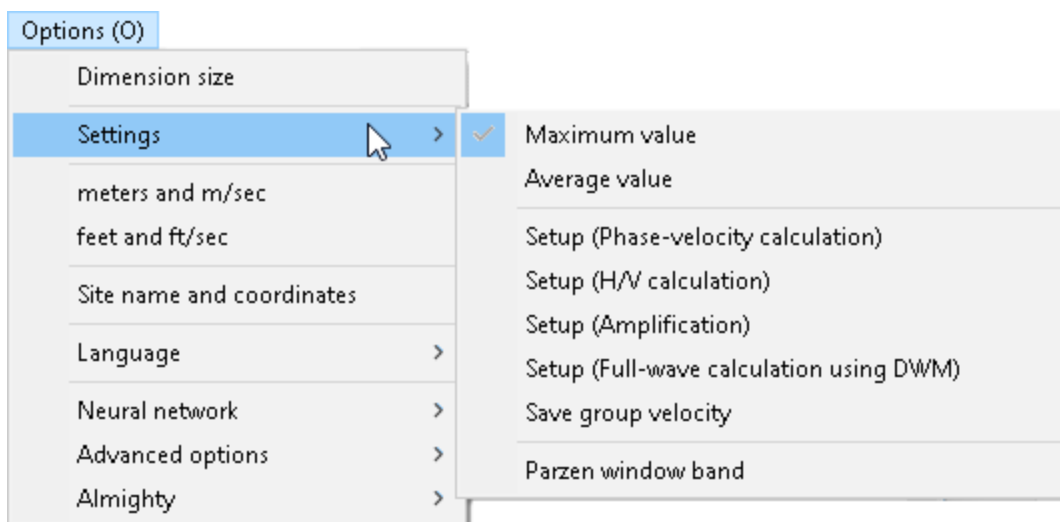 Options (O)
Dimension size
Settings
meters and m/sec
feet and ft/sec
Site name and coordinates
Language
Neural network
Advanced options
Almighty
Maximum value
Average value
Setup (Phase-velocity calculation)
Setup (H/V calculation)
Setup (Amplification)
Setup (Full-wave calculation using DWM)
Save group velocity
Parzen window band